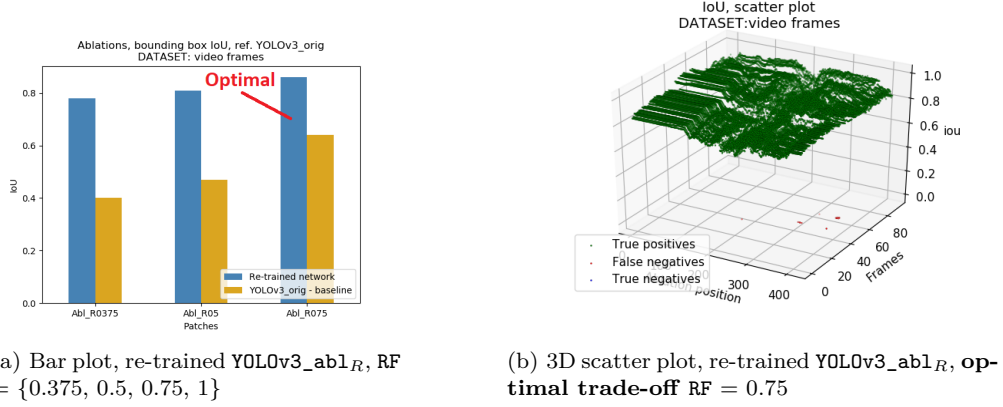 Ablations, bounding box IoU, ref. YOLOv3_orig
DATASET: video frames
Optimal
0.8
0.6
0.4
0.2
0.0
IoU
Re-trained network
YOLOv3_orig - baseline
Abl_R0375
Abl_R05
Abl_R075
Patches
IoU, scatter plot
DATASET:video frames
1.0
0.8
0.6
0.4
0.2
0.0
iou
True positives
False negatives
True negatives
0
200
300
400
position
0
20
40
60
80
Frames
a) Bar plot, re-trained YOLOv3_ablR, RF
= {0.375, 0.5, 0.75, 1}
(b) 3D scatter plot, re-trained YOLOv3_ablR, op-
timal trade-off RF = 0.75